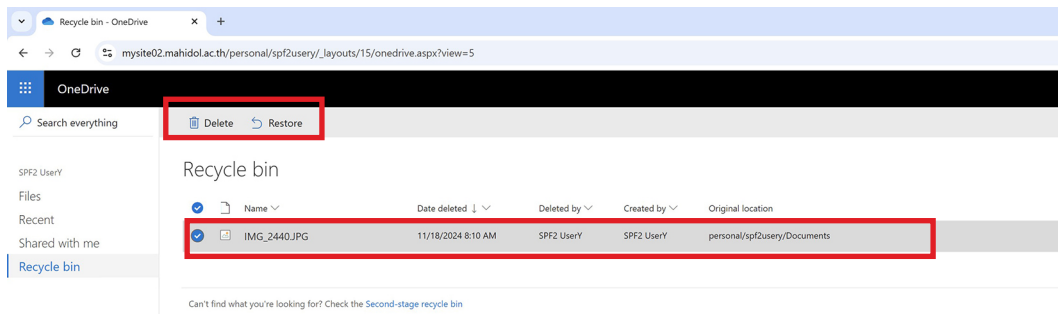 Recycle bin - OneDrive
mysite02.mahidol.ac.th/personal/spf2usery/_layouts/15/onedrive.aspx?view=5
OneDrive
Search everything
Delete Restore
Recycle bin
SPF2 UserY
Files
Recent
Shared with me
Recycle bin
Name Date deleted Deleted by Created by Original location
IMG_2440.JPG 11/18/2024 8:10 AM SPF2 UserY SPF2 UserY personal/spf2usery/Documents
Can't find what you're looking for? Check the Second-stage recycle bin